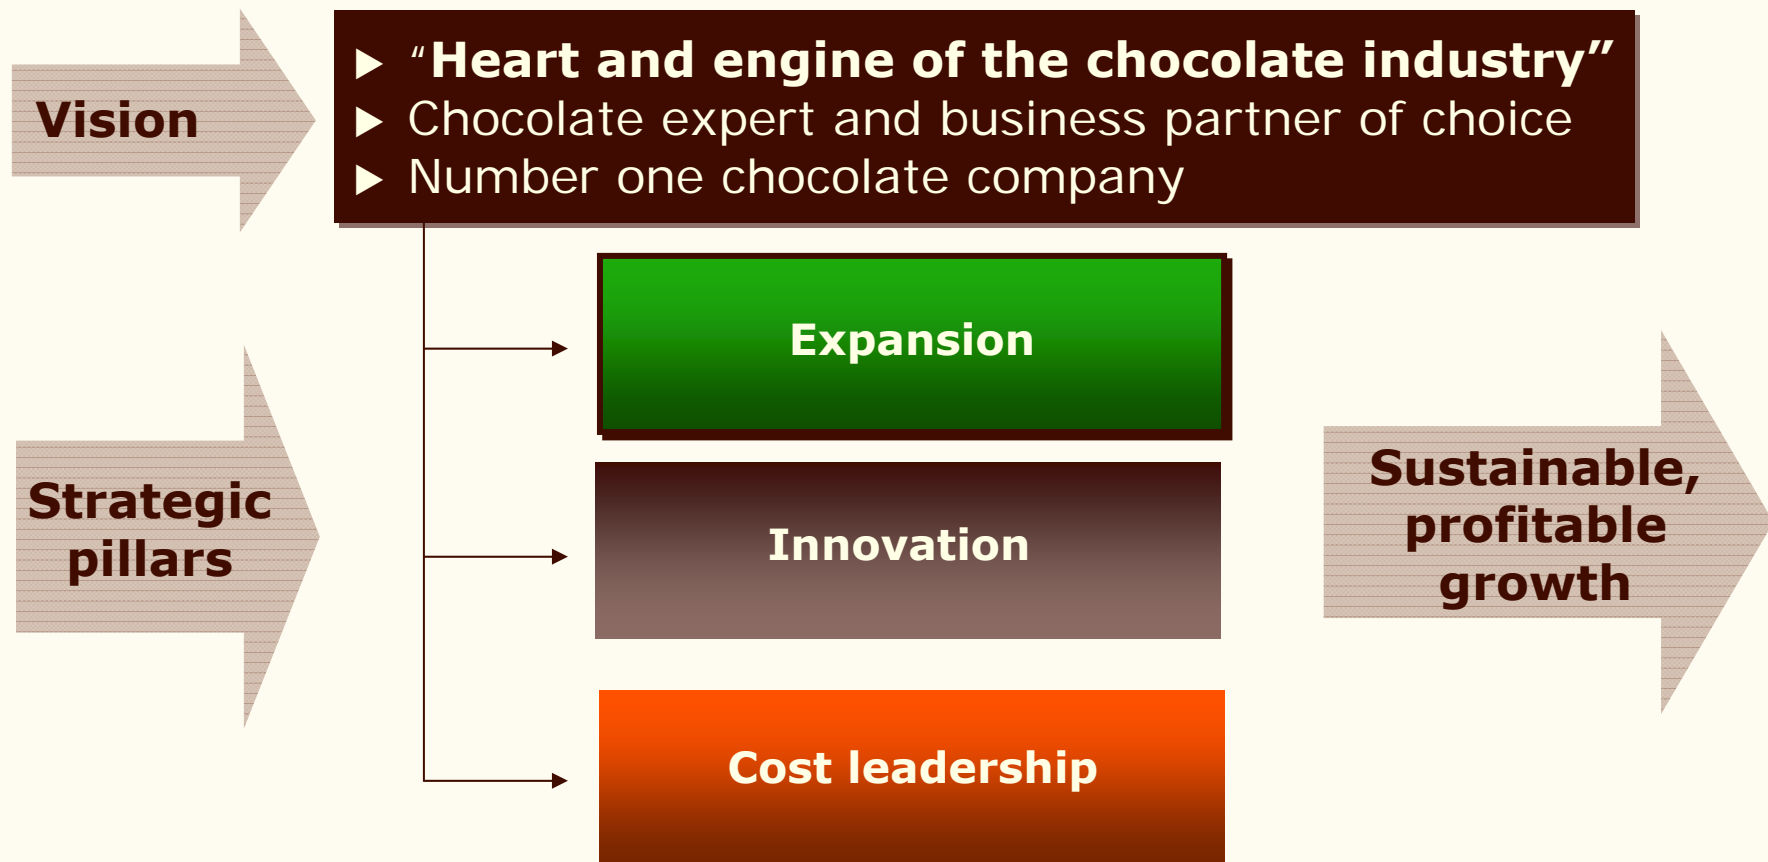 Vision
▶ “Heart and engine of the chocolate industry”
▶ Chocolate expert and business partner of choice
▶ Number one chocolate company
Strategic
pillars
Expansion
Innovation
Cost leadership
Sustainable,
profitable
growth